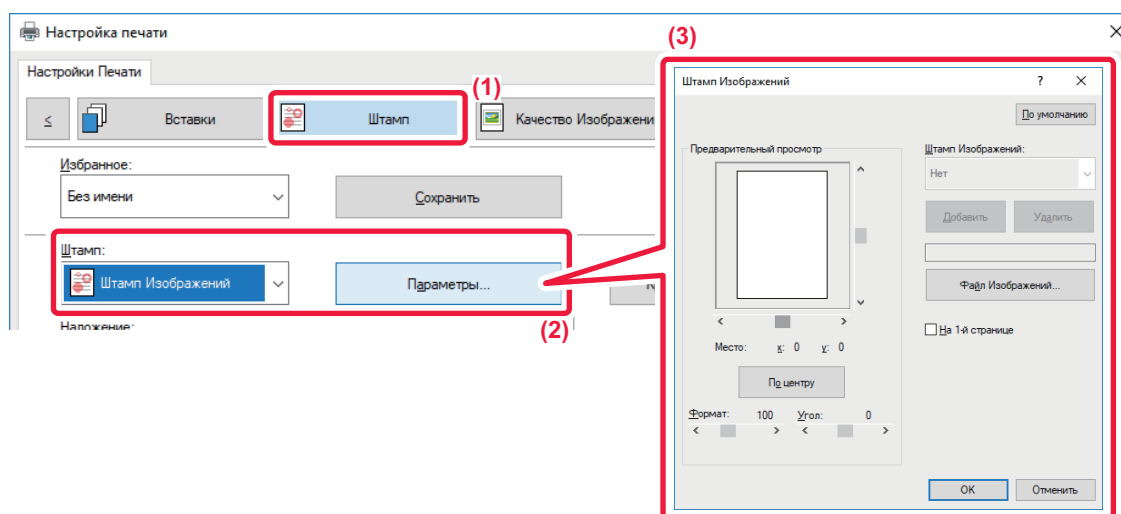 Настройка печати
Настройки Печати
(1)
≤
Вставки
Штамп
Качество Изображени
Избранное:
Без имени
Сохранить
Штамп:
Штамп Изображений
Параметры...
(2)
Наложение:
(3)
Штамп Изображений
?
По умолчанию
Предварительный просмотр
Штамп Изображений:
Нет
Добавить
Удалить
Файл Изображений...
На 1-й странице
Место: x: 0 y: 0
По центру
Формат: 100 Угол: 0
OK
Отменить